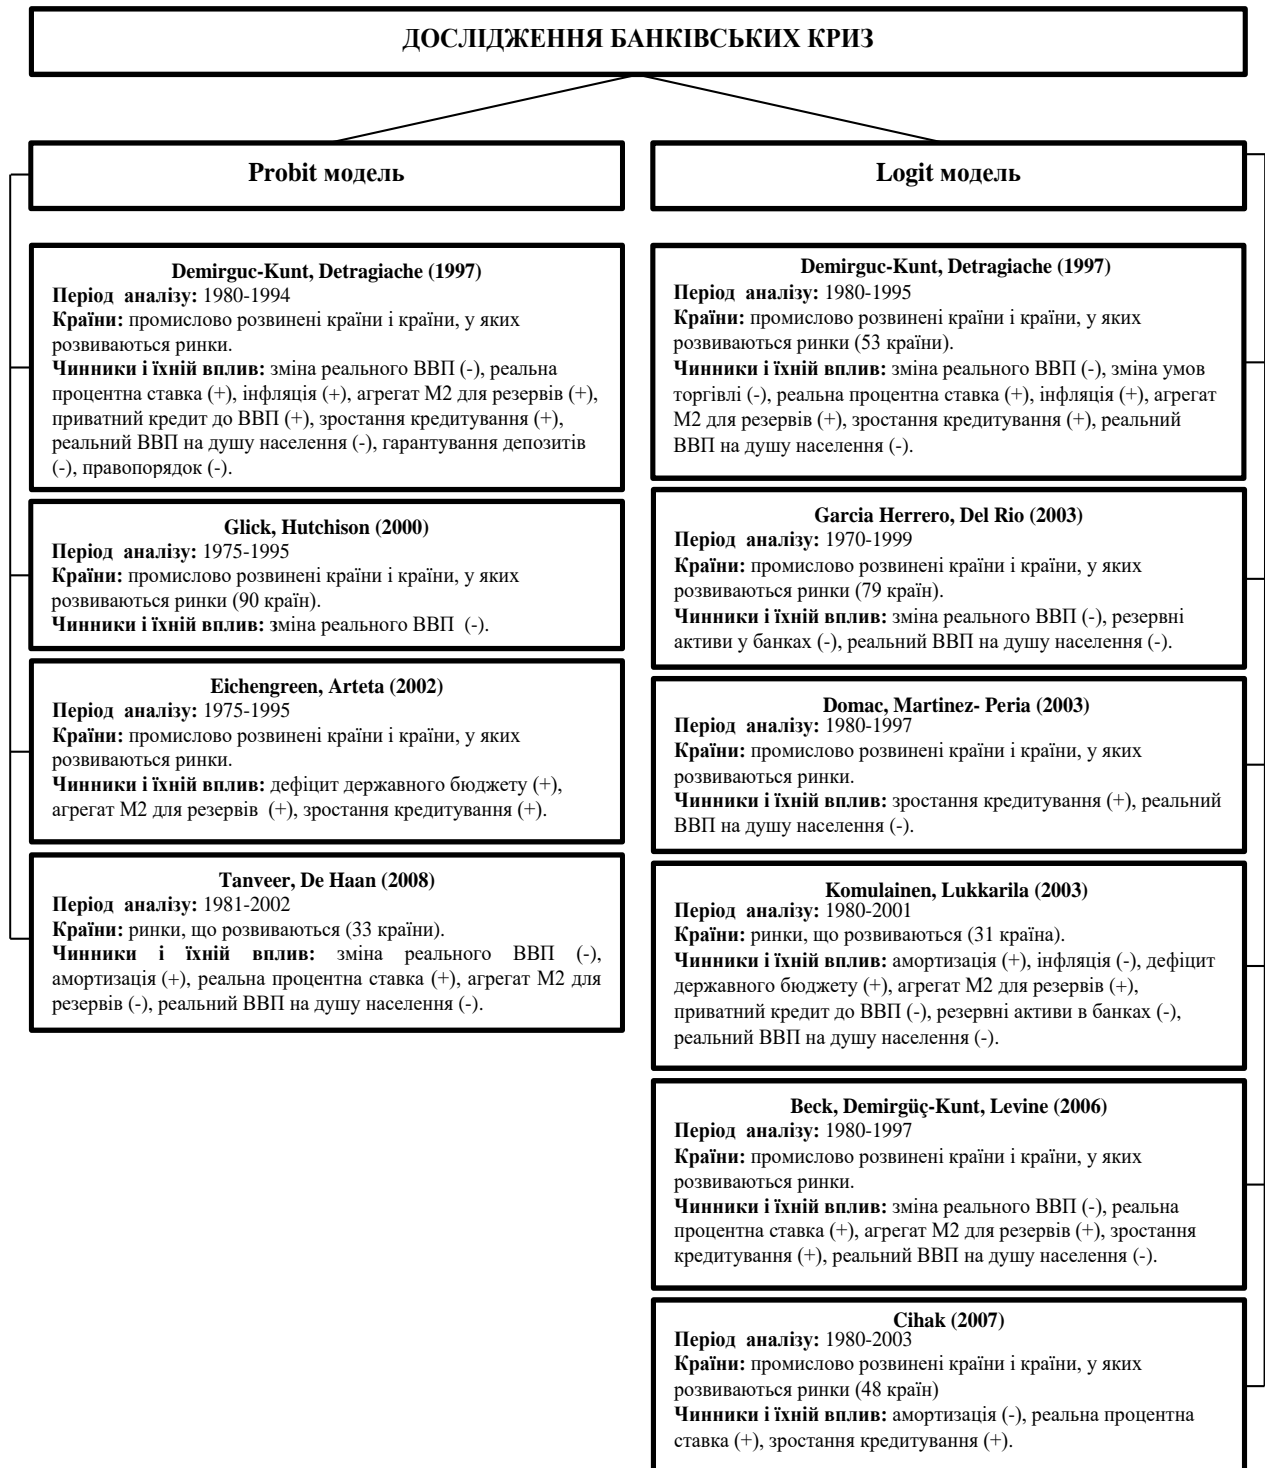 ДОСЛІДЖЕННЯ БАНКІВСЬКИХ КРИЗ
Probit модель
Demirguc-Kunt, Detragiache (1997)
Період аналізу: 1980-1994
Країни: промислово розвинені країни і країни, у яких
розвиваються ринки.
Чинники і їхній вплив: зміна реального ВВП (-), реальна
процентна ставка (+), інфляція (+), агрегат М2 для резервів (+),
приватний кредит до ВВП (+), зростання кредитування (+),
реальний ВВП на душу населення (-), гарантування депозитів
(-), правопорядок (-).
Glick, Hutchison (2000)
Період аналізу: 1975-1995
Країни: промислово розвинені країни і країни, у яких
розвиваються ринки (90 країн).
Чинники і їхній вплив: зміна реального ВВП (-).
Eichengreen, Arteta (2002)
Період аналізу: 1975-1995
Країни: промислово розвинені країни і країни, у яких
розвиваються ринки.
Чинники і їхній вплив: дефіцит державного бюджету (+),
агрегат М2 для резервів (+), зростання кредитування (+).
Tanveer, De Haan (2008)
Період аналізу: 1981-2002
Країни: ринки, що розвиваються (33 країни).
Чинники і їхній вплив: зміна реального ВВП (-),
амортизація (+), реальна процентна ставка (+), агрегат М2 для
резервів (-), реальний ВВП на душу населення (-).
Logit модель
Demirguc-Kunt, Detragiache (1997)
Період аналізу: 1980-1995
Країни: промислово розвинені країни і країни, у яких
розвиваються ринки (53 країни).
Чинники і їхній вплив: зміна реального ВВП (-), зміна умов
торгівлі (-), реальна процентна ставка (+), інфляція (+), агрегат
М2 для резервів (+), зростання кредитування (+), реальний
ВВП на душу населення (-).
Garcia Herrero, Del Rio (2003)
Період аналізу: 1970-1999
Країни: промислово розвинені країни і країни, у яких
розвиваються ринки (79 країн).
Чинники і їхній вплив: зміна реального ВВП (-), резервні
активи у банках (-), реальний ВВП на душу населення (-).
Domac, Martinez- Peria (2003)
Період аналізу: 1980-1997
Країни: промислово розвинені країни і країни, у яких
розвиваються ринки.
Чинники і їхній вплив: зростання кредитування (+), реальний
ВВП на душу населення (-).
Komulainen, Lukkarila (2003)
Період аналізу: 1980-2001
Країни: ринки, що розвиваються (31 країна).
Чинники і їхній вплив: амортизація (+), інфляція (-), дефіцит
державного бюджету (+), агрегат М2 для резервів (+),
приватний кредит до ВВП (-), резервні активи в банках (-),
реальний ВВП на душу населення (-).
Beck, Demirgüç-Kunt, Levine (2006)
Період аналізу: 1980-1997
Країни: промислово розвинені країни і країни, у яких
розвиваються ринки.
Чинники і їхній вплив: зміна реального ВВП (-), реальна
процентна ставка (+), агрегат М2 для резервів (+), зростання
кредитування (+), реальний ВВП на душу населення (-).
Cihak (2007)
Період аналізу: 1980-2003
Країни: промислово розвинені країни і країни, у яких
розвиваються ринки (48 країн)
Чинники і їхній вплив: амортизація (-), реальна процентна
ставка (+), зростання кредитування (+).